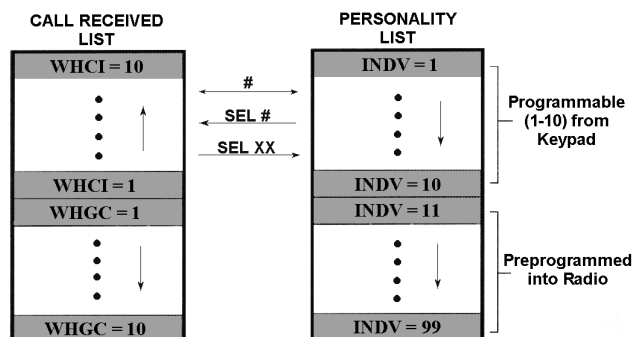 CALL RECEIVED
LIST
WHCI = 10
WHCI = 1
WHGC = 1
WHGC = 10
#
SEL #
SEL XX
PERSONALITY
LIST
INDV = 1
INDV = 10
INDV = 11
INDV = 99
Programmable
(1-10) from
Keypad
Preprogrammed
into Radio